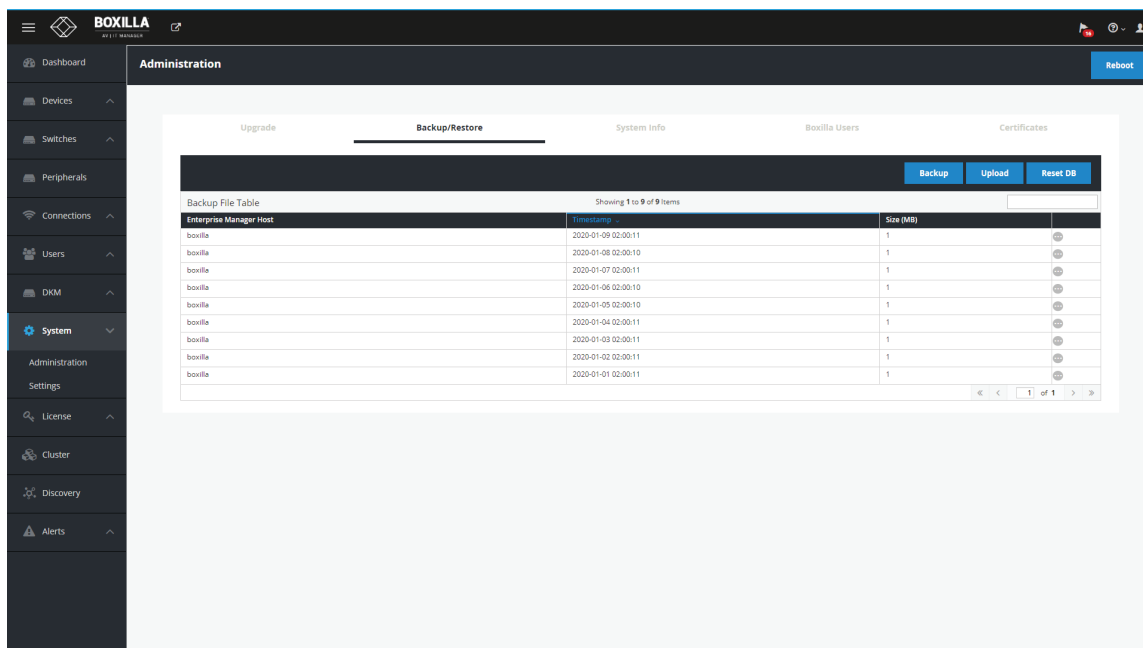 BOXILLA
AV | IT MANAGER
16
Dashboard
Administration
Reboot
Devices
Switches
Peripherals
Connections
Users
DKM
System
Administration
Settings
License
Cluster
Discovery
Alerts
Upgrade Backup/Restore System Info Boxilla Users Certificates
Backup Upload Reset DB
Backup File Table Showing 1 to 9 of 9 Items
Enterprise Manager Host Timestamp Size (MB)
boxilla 2020-01-09 02:00:11 1
boxilla 2020-01-08 02:00:10 1
boxilla 2020-01-07 02:00:11 1
boxilla 2020-01-06 02:00:10 1
boxilla 2020-01-05 02:00:10 1
boxilla 2020-01-04 02:00:11 1
boxilla 2020-01-03 02:00:11 1
boxilla 2020-01-02 02:00:11 1
boxilla 2020-01-01 02:00:11 1
« < 1 of 1 > »